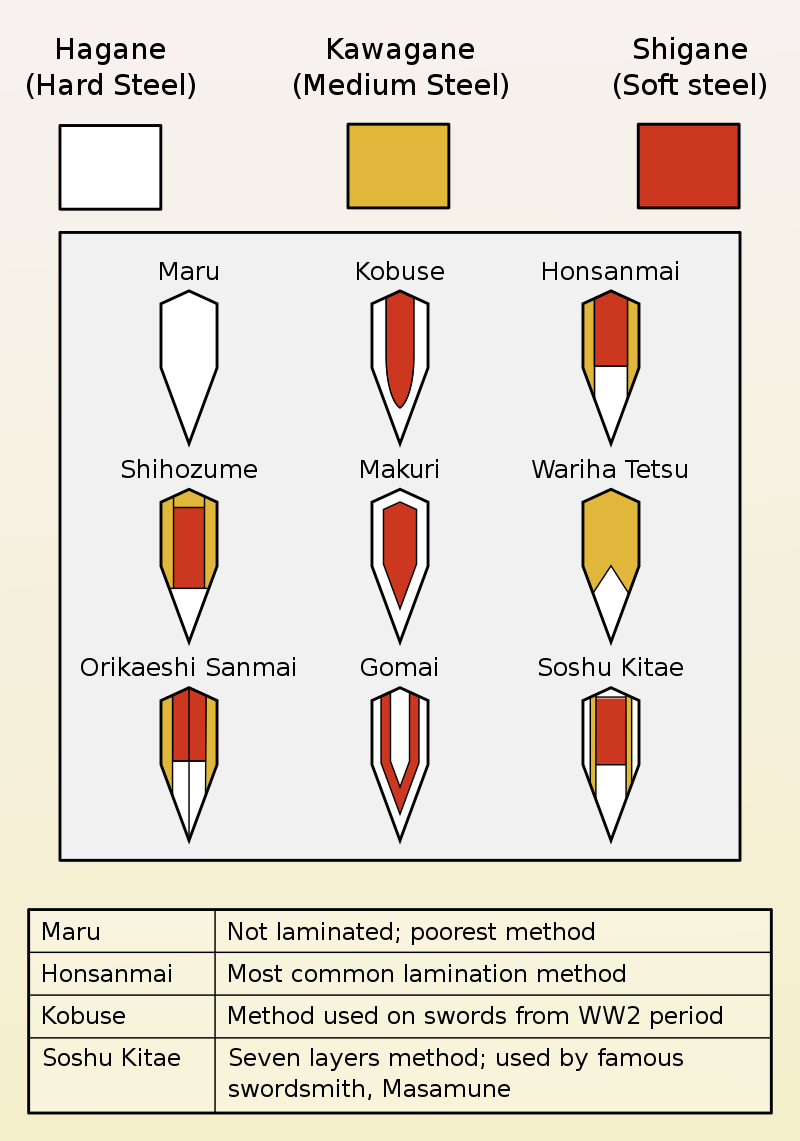 Hagane
(Hard Steel)
Kawagane
(Medium Steel)
Shigane
(Soft steel)
Maru
Kobuse
Honsanmai
Shihozume
Makuri
Wariha Tetsu
Orikaeshi Sanmai
Gomai
Soshu Kitae
Maru
Not laminated; poorest method
Honsanmai
Most common lamination method
Kobuse
Method used on swords from WW2 period
Soshu Kitae
Seven layers method; used by famous
swordsmith, Masamune